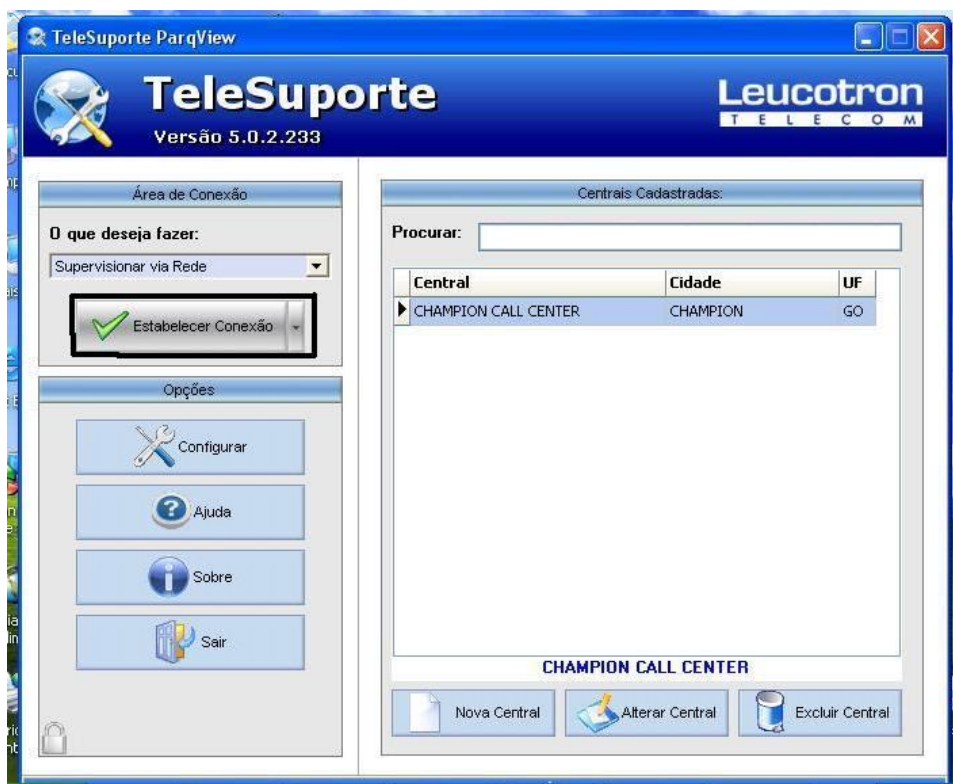 TeleSuporte ParqView
TeleSuporte
Versão 5.0.2.233
Leucotron
TELECOM
Área de Conexão
O que deseja fazer:
Supervisionar via Rede
Estabelecer Conexão
Opções
Configurar
Ajuda
Sobre
Sair
Centrais Cadastradas:
Procurar:
Central Cidade UF
CHAMPION CALL CENTER CHAMPION GO
CHAMPION CALL CENTER
Nova Central Alterar Central Excluir Central